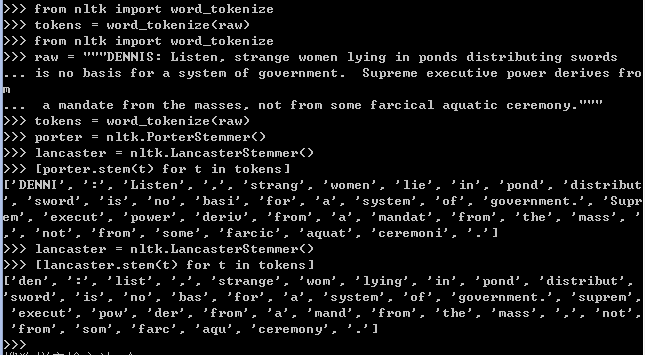 >>> from nltk import word_tokenize
>>> tokens = word_tokenize(raw)
>>> from nltk import word_tokenize
>>> raw = """DENNIS: Listen, strange women lying in ponds distributing swords
... is no basis for a system of government.  Supreme executive power derives fro
m
...  a mandate from the masses, not from some farcical aquatic ceremony."""
>>> tokens = word_tokenize(raw)
>>> porter = nltk.PorterStemmer()
>>> lancaster = nltk.LancasterStemmer()
>>> [porter.stem(t) for t in tokens]
['DENNI', ':', 'Listen', ',', 'strang', 'women', 'lie', 'in', 'pond', 'distribut
', 'sword', 'is', 'no', 'basi', 'for', 'a', 'system', 'of', 'government.', 'Supr
em', 'execut', 'power', 'deriv', 'from', 'a', 'mandat', 'from', 'the', 'mass', '
,', 'not', 'from', 'some', 'farcic', 'aquat', 'ceremoni', '.']
>>> lancaster = nltk.LancasterStemmer()
>>> [lancaster.stem(t) for t in tokens]
['den', ':', 'list', ',', 'strange', 'wom', 'lying', 'in', 'pond', 'distribut',
'sword', 'is', 'no', 'bas', 'for', 'a', 'system', 'of', 'government.', 'suprem',
 'execut', 'pow', 'der', 'from', 'a', 'mand', 'from', 'the', 'mass', ',', 'not',
 'from', 'som', 'farc', 'aqu', 'ceremony', '.']
>>>